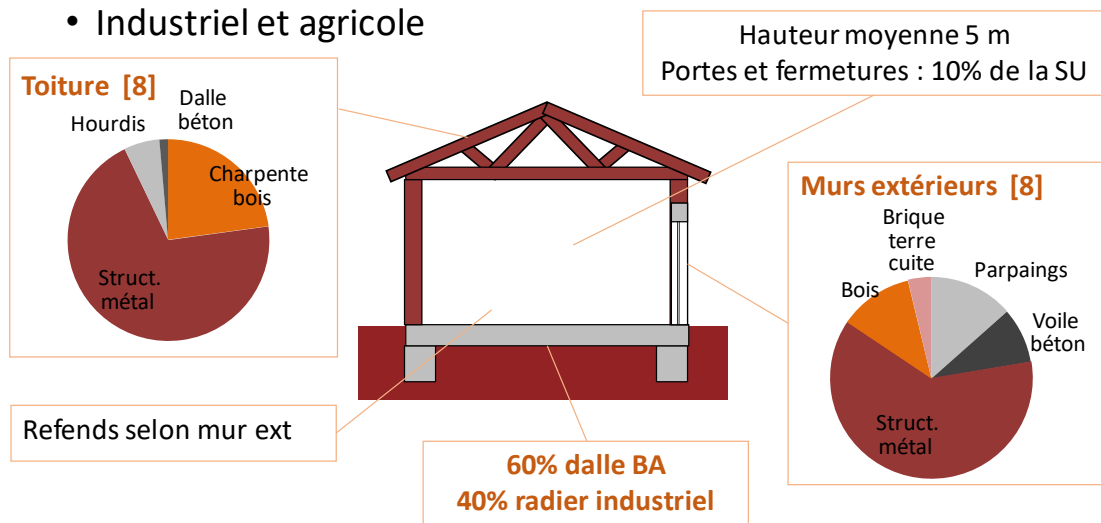 • Industriel et agricole
Hauteur moyenne 5 m
Portes et fermetures : 10% de la SU
Toiture [8]
Hourdis
Dalle
béton
Charpente
bois
Struct.
métal
Murs extérieurs [8]
Brique
terre
cuite
Parpaings
Bois
Voile
béton
Struct.
métal
Refends selon mur ext
60% dalle BA
40% radier industriel